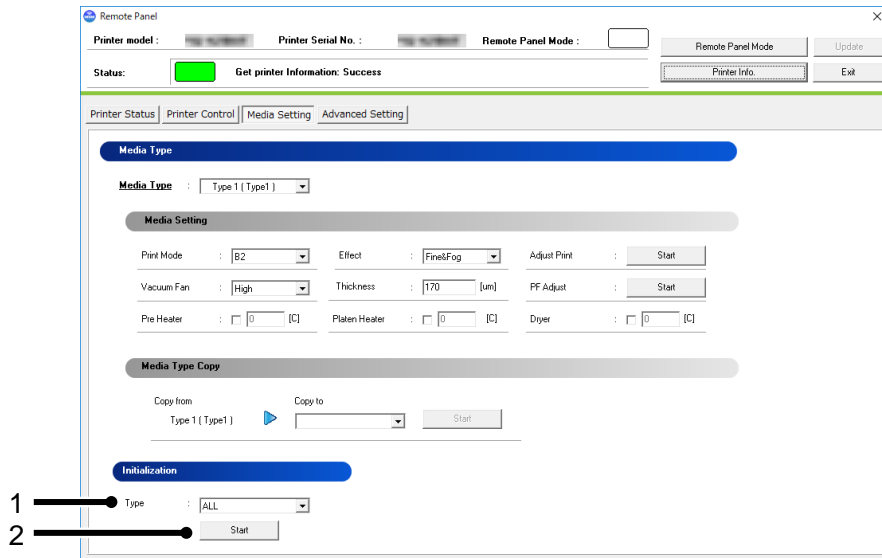 Remote Panel
Printer model : Printer Serial No. : Remote Panel Mode : Remote Panel Mode Update
Status: Get printer Information: Success Printer Info. Exit
Printer Status Printer Control Media Setting Advanced Setting
Media Type
Media Type : Type 1 ( Type1 )
Media Setting
Print Mode : B2 Effect : Fine&Fog Adjust Print : Start
Vacuum Fan : High Thickness : 170 [um] PF Adjust : Start
Pre Heater : 0 [C] Platen Heater : 0 [C] Dryer : 0 [C]
Media Type Copy
Copy from Copy to
Type 1 ( Type1 ) Start
Initialization
1 Type : ALL
2 Start